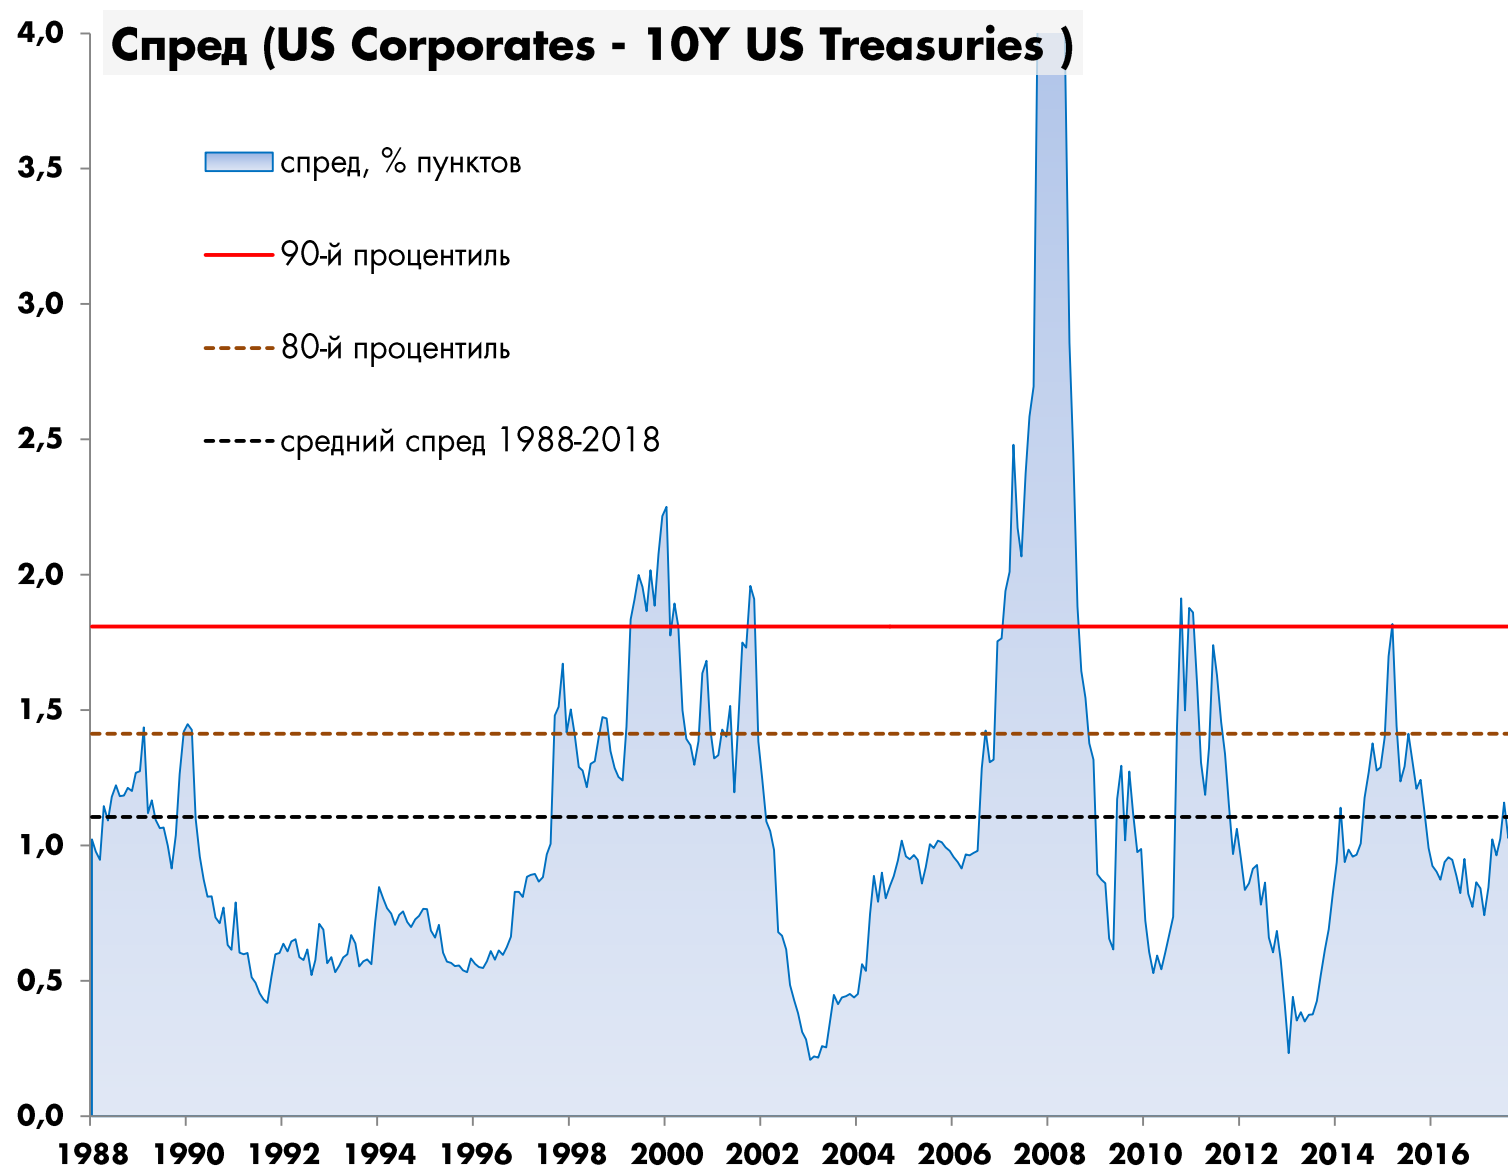 Спред (US Corporates - 10Y US Treasuries )
4,0
3,5
3,0
2,5
2,0
1,5
1,0
0,5
0,0
спред, % пунктов
90-й процентиль
80-й процентиль
средний спред 1988-2018
1988 1990 1992 1994 1996 1998 2000 2002 2004 2006 2008 2010 2012 2014 2016